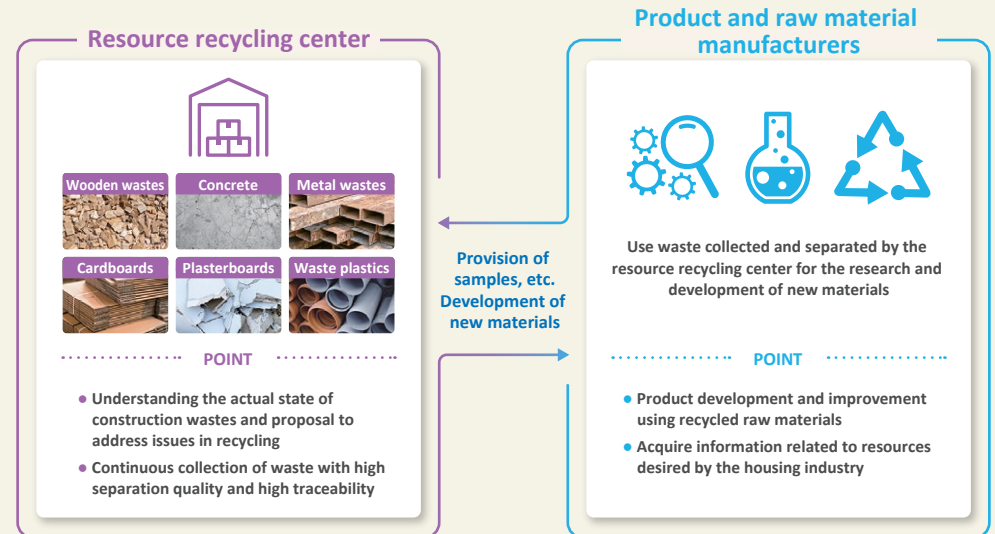 Resource recycling center
Wooden wastes
Concrete
Metal wastes
Cardboards
Plasterboards
Waste plastics
POINT
● Understanding the actual state of
construction wastes and proposal to
address issues in recycling
● Continuous collection of waste with high
separation quality and high traceability
Provision of
samples, etc.
Development of
new materials
Product and raw material
manufacturers
Use waste collected and separated by the
resource recycling center for the research and
development of new materials
POINT
● Product development and improvement
using recycled raw materials
● Acquire information related to resources
desired by the housing industry